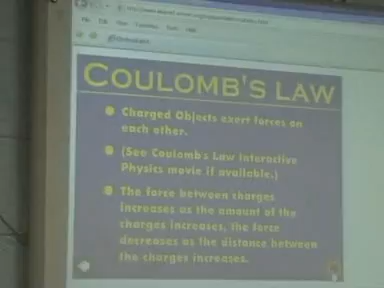 COULOMB'S LAW
Charged Objects exert forces on
each other.
(See Coulomb's Law Interactive
Physics movie if available.)
The force between charges
increases as the amount of the
charges increases, the force
decreases as the distance between
the charges increases.